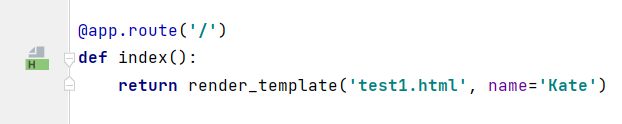 @app.route('/')
def index():
    return render_template('test1.html', name='Kate')
H